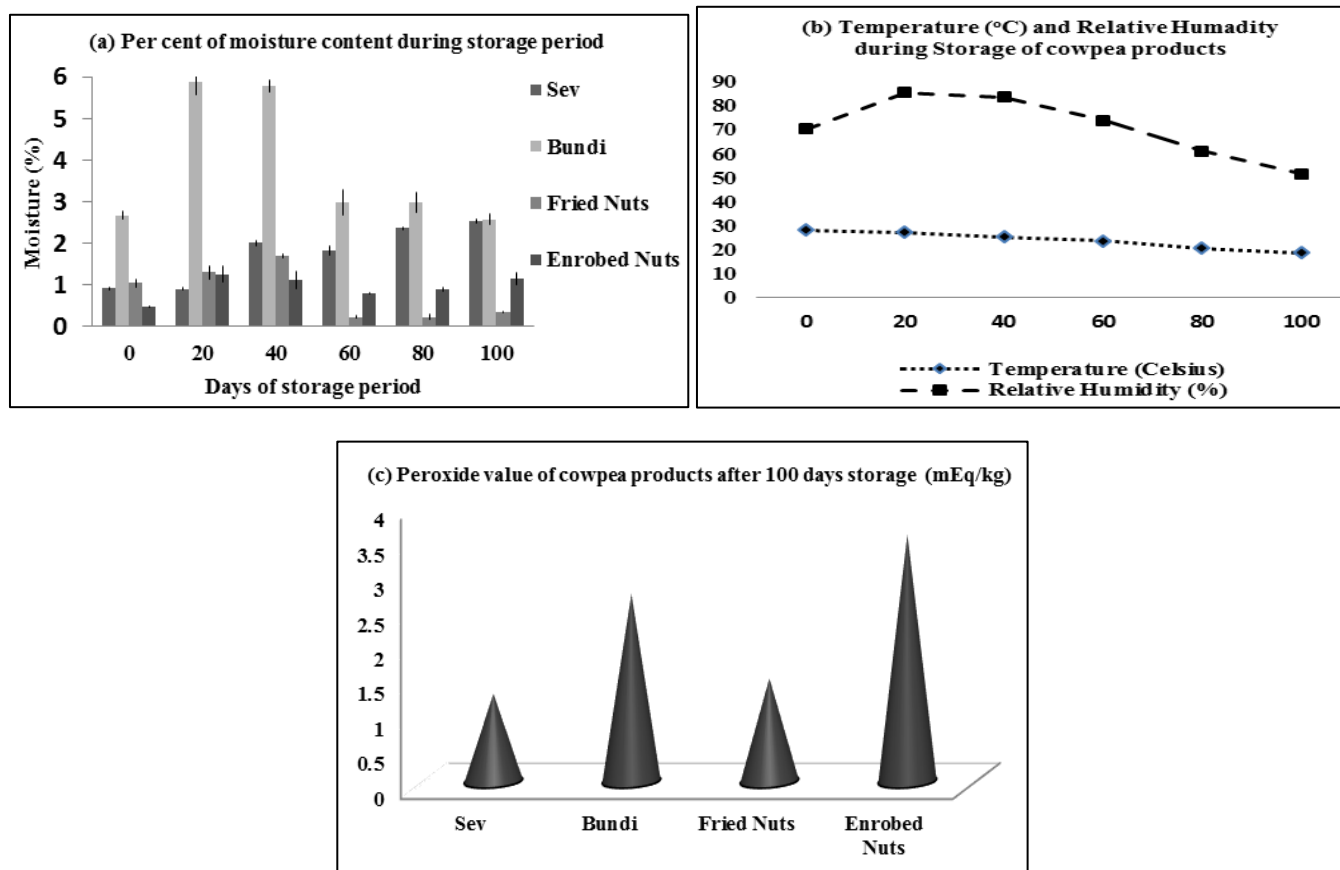 (a) Per cent of moisture content during storage period
6
5
4
3
2
1
0
Moisture (%)
0 20 40 60 80 100
Days of storage period
Sev
Bundi
Fried Nuts
Enrobed Nuts
(b) Temperature (°C) and Relative Humadity
during Storage of cowpea products
90
80
70
60
50
40
30
20
10
0
0 20 40 60 80 100
Temperature (Celsius)
Relative Humidity (%)
(c) Peroxide value of cowpea products after 100 days storage (mEq/kg)
4
3.5
3
2.5
2
1.5
1
0.5
0
Sev Bundi Fried Nuts Enrobed
Nuts